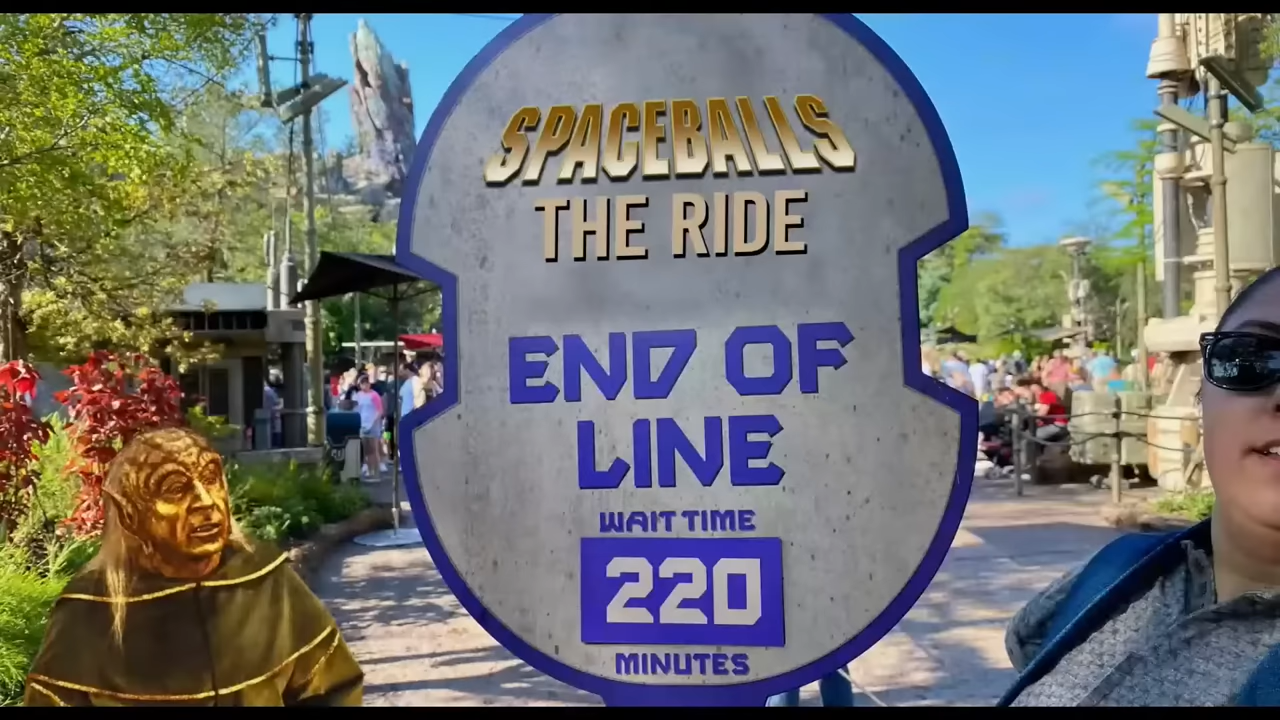 SPACEBALLS
THE RIDE
END OF
LINE
WAIT TIME
220
MINUTES